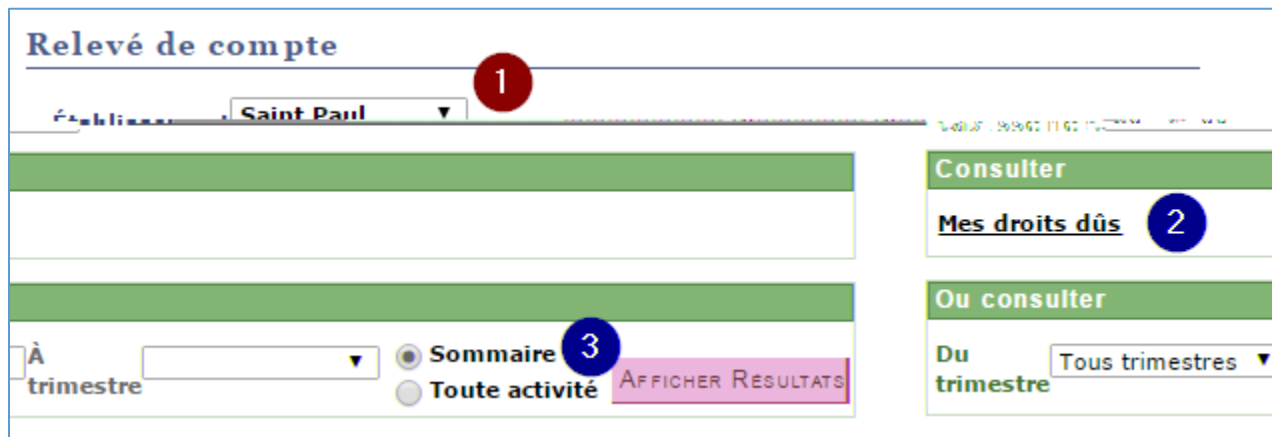 Relevé de compte
1
Saint Paul
Consulter
Mes droits dûs 2
Ou consulter
À trimestre
Sommaire 3
Toute activité
AFFICHER RÉSULTATS
Du trimestre
Tous trimestres